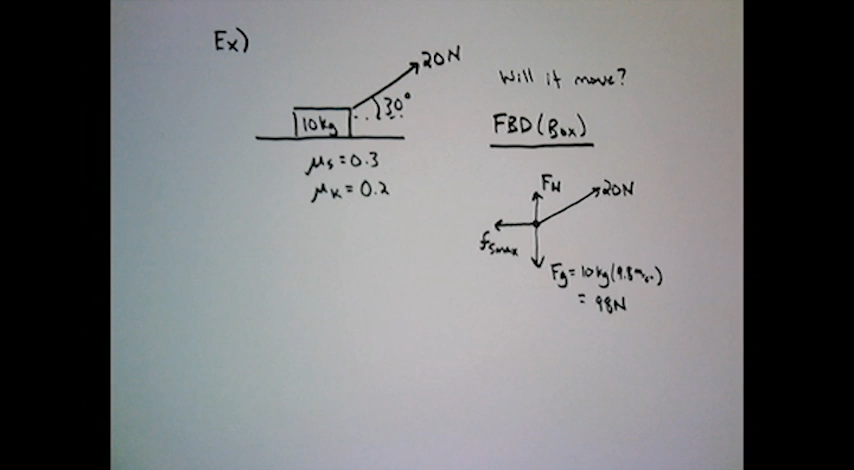 Ex)
20N
30°
10kg
μs = 0.3
μk = 0.2
Will it move?
FBD (Box)
FN
20N
fsmax
Fg = 10kg (9.8m/s²)
= 98N